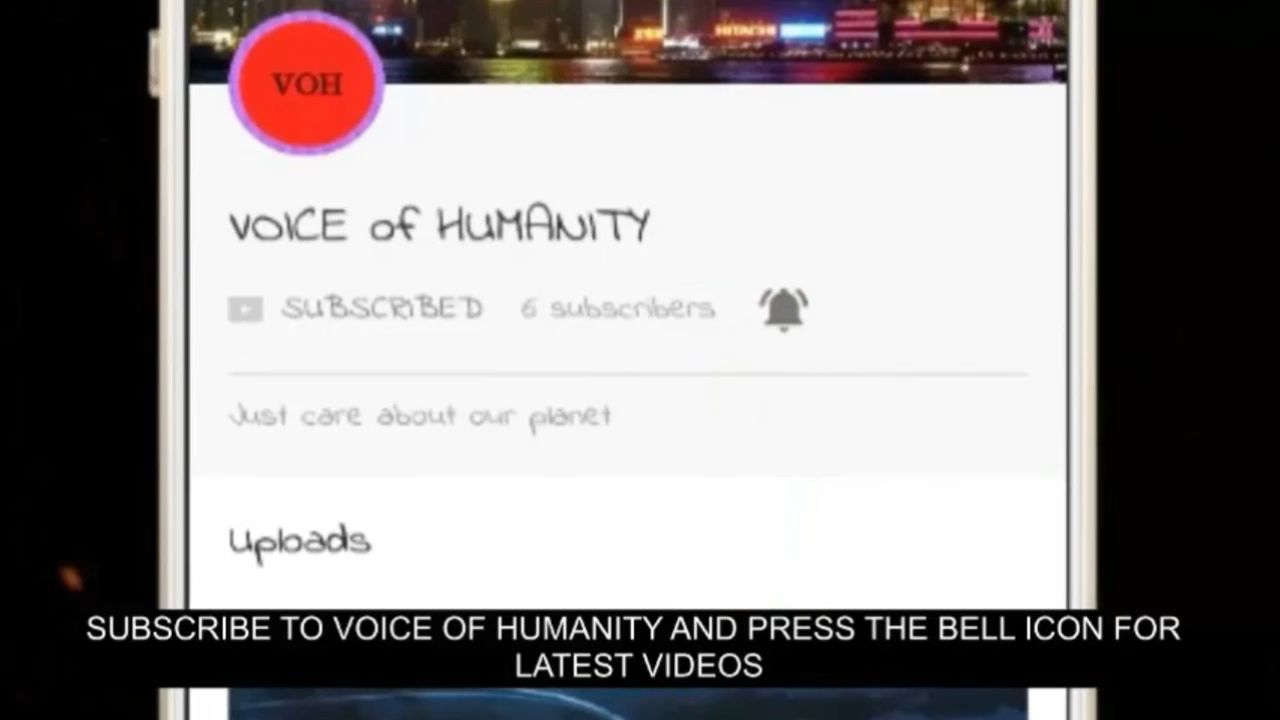 HITACHI
VOH
VOICE of HUMANITY
SUBSCRIBED 6 subscribers
Just care about our planet
Uploads
SUBSCRIBE TO VOICE OF HUMANITY AND PRESS THE BELL ICON FOR
LATEST VIDEOS